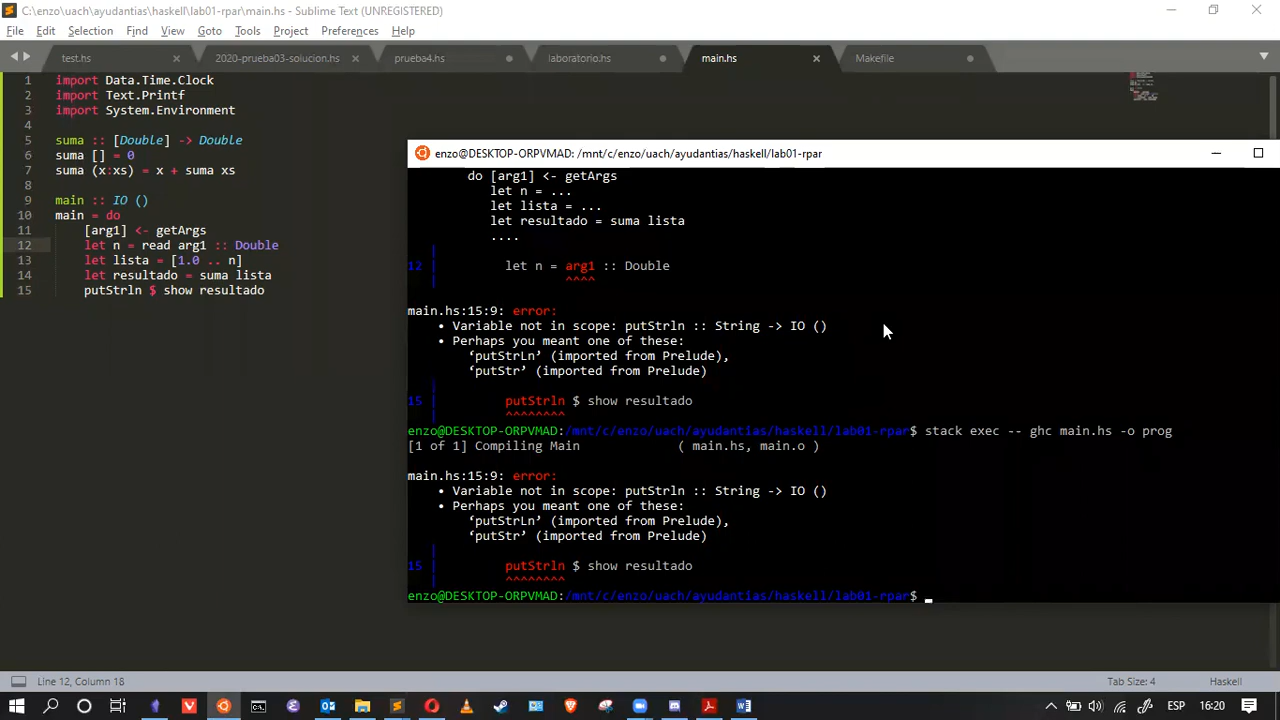 C:\enzo\uach\ayudantias\haskell\lab01-rpar\main.hs - Sublime Text (UNREGISTERED)
File Edit Selection Find View Goto Tools Project Preferences Help
test.hs 2020-prueba03-solucion.hs prueba4.hs laboratorio.hs main.hs Makefile
1 import Data.Time.Clock
2 import Text.Printf
3 import System.Environment
4
5 suma :: [Double] -> Double
6 suma [] = 0
7 suma (x:xs) = x + suma xs
8
9 main :: IO ()
10 main = do
11 [arg1] <- getArgs
12 let n = read arg1 :: Double
13 let lista = [1.0 .. n]
14 let resultado = suma lista
15 putStrln $ show resultado
enzo@DESKTOP-ORPVMAD: /mnt/c/enzo/uach/ayudantias/haskell/lab01-rpar
do [arg1] <- getArgs
let n = ...
let lista = ...
let resultado = suma lista
....
|
12 | let n = arg1 :: Double
| ^^^^
main.hs:15:9: error:
• Variable not in scope: putStrln :: String -> IO ()
• Perhaps you meant one of these:
‘putStrLn’ (imported from Prelude),
‘putStr’ (imported from Prelude)
|
15 | putStrln $ show resultado
| ^^^^^^^^
enzo@DESKTOP-ORPVMAD:/mnt/c/enzo/uach/ayudantias/haskell/lab01-rpar$ stack exec -- ghc main.hs -o prog
[1 of 1] Compiling Main ( main.hs, main.o )
main.hs:15:9: error:
• Variable not in scope: putStrln :: String -> IO ()
• Perhaps you meant one of these:
‘putStrLn’ (imported from Prelude),
‘putStr’ (imported from Prelude)
|
15 | putStrln $ show resultado
| ^^^^^^^^
enzo@DESKTOP-ORPVMAD:/mnt/c/enzo/uach/ayudantias/haskell/lab01-rpar$
Line 12, Column 18 Tab Size: 4 Haskell
ESP 16:20